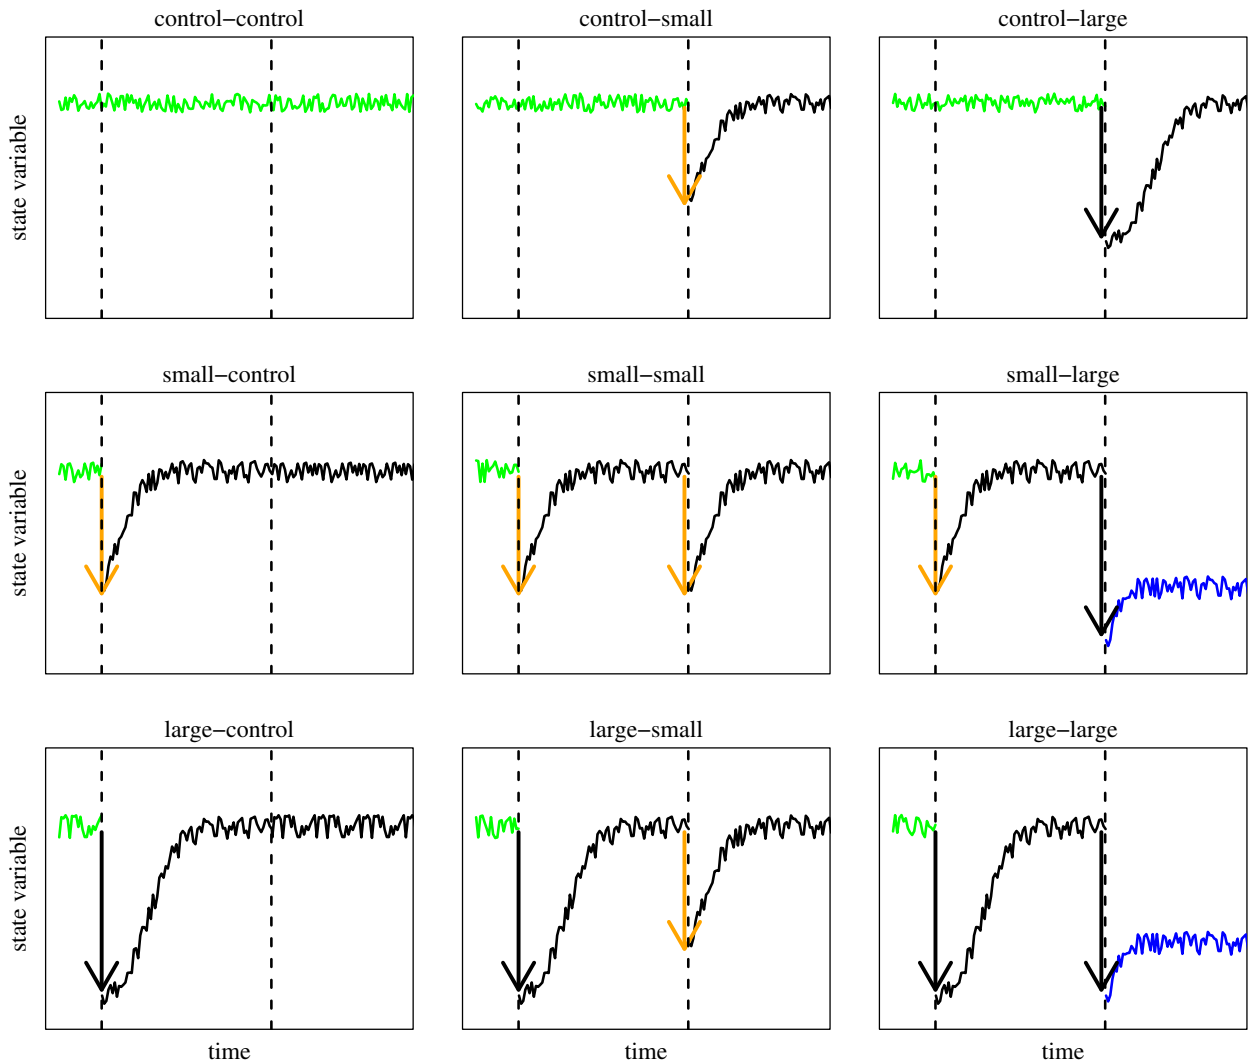 control−control
control−small
control−large
state variable
small−control
small−small
small−large
state variable
large−control
large−small
large−large
state variable
time
time
time